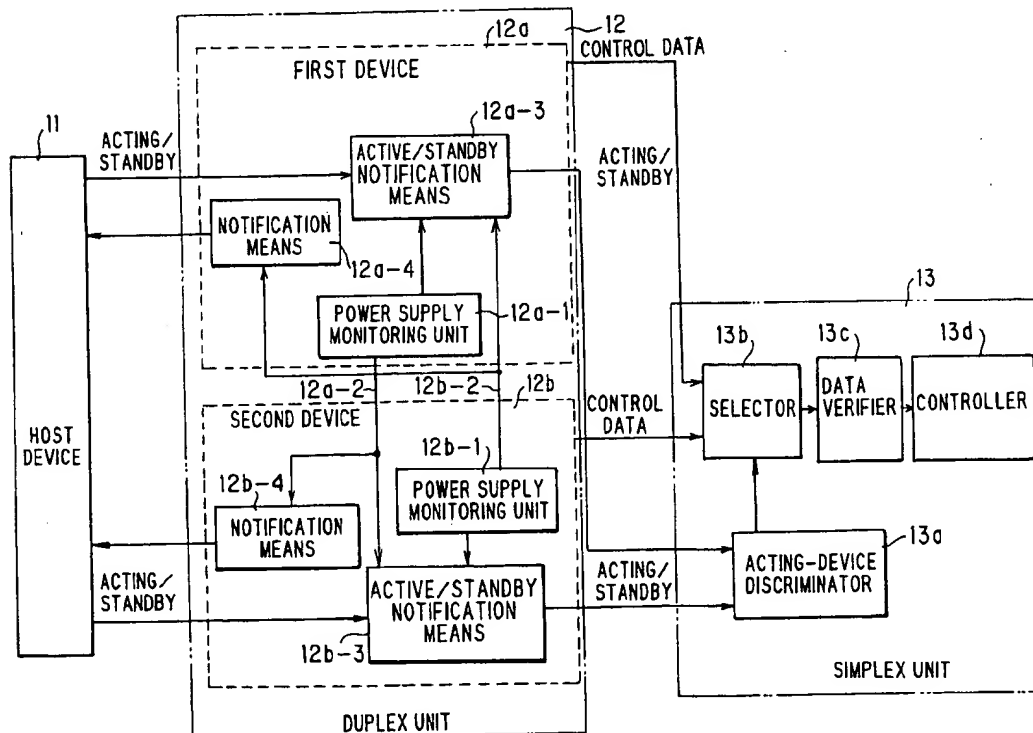 12a
12
CONTROL DATA
FIRST DEVICE
11
12a-3
ACTING/
STANDBY
ACTIVE/STANDBY
NOTIFICATION
MEANS
ACTING/
STANDBY
NOTIFICATION
MEANS
12a-4
POWER SUPPLY
MONITORING UNIT
12a-1
13
13b
13c
13d
12a-2
12b-2
12b
SELECTOR
DATA
VERIFIER
CONTROLLER
SECOND DEVICE
CONTROL
DATA
HOST
DEVICE
12b-1
12b-4
POWER SUPPLY
MONITORING UNIT
NOTIFICATION
MEANS
13a
ACTING-DEVICE
DISCRIMINATOR
ACTING/
STANDBY
ACTIVE/STANDBY
NOTIFICATION
MEANS
ACTING/
STANDBY
12b-3
SIMPLEX UNIT
DUPLEX UNIT